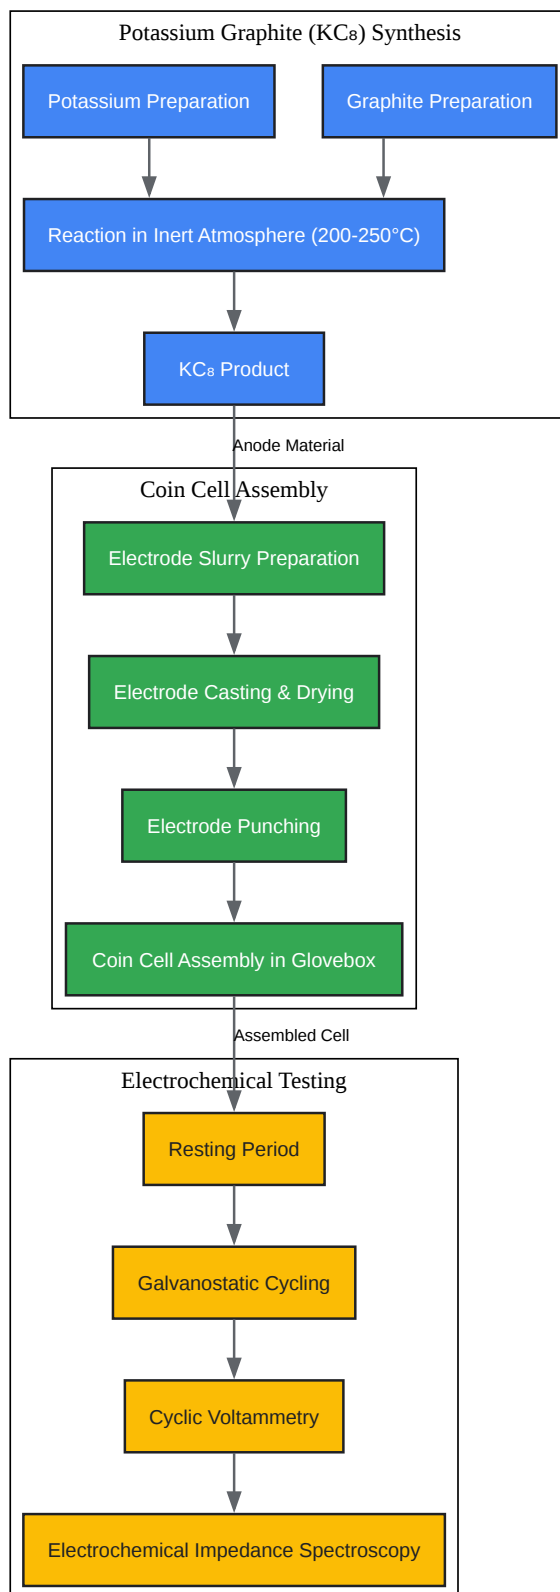 Potassium Graphite (KC₈) Synthesis
Potassium Preparation
Graphite Preparation
Reaction in Inert Atmosphere (200-250°C)
KC₈ Product
Anode Material
Coin Cell Assembly
Electrode Slurry Preparation
Electrode Casting & Drying
Electrode Punching
Coin Cell Assembly in Glovebox
Assembled Cell
Electrochemical Testing
Resting Period
Galvanostatic Cycling
Cyclic Voltammetry
Electrochemical Impedance Spectroscopy